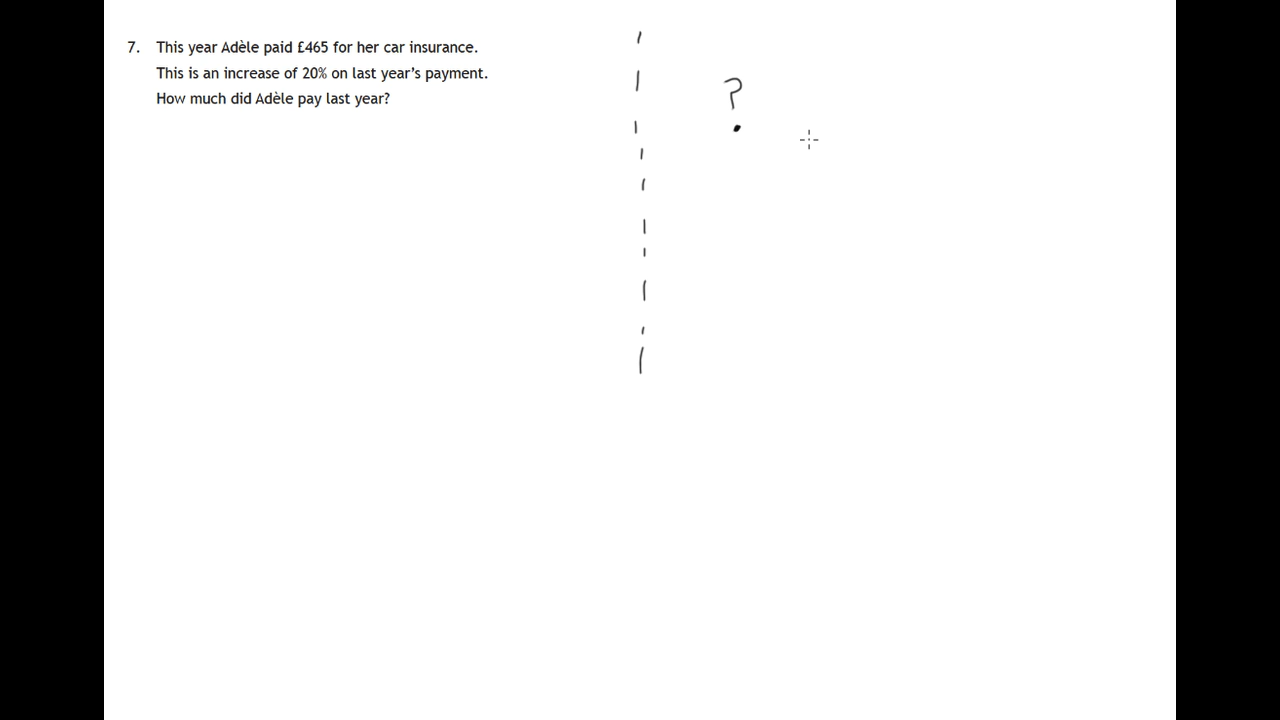 7. This year Adèle paid £465 for her car insurance.
This is an increase of 20% on last year’s payment.
How much did Adèle pay last year?
?